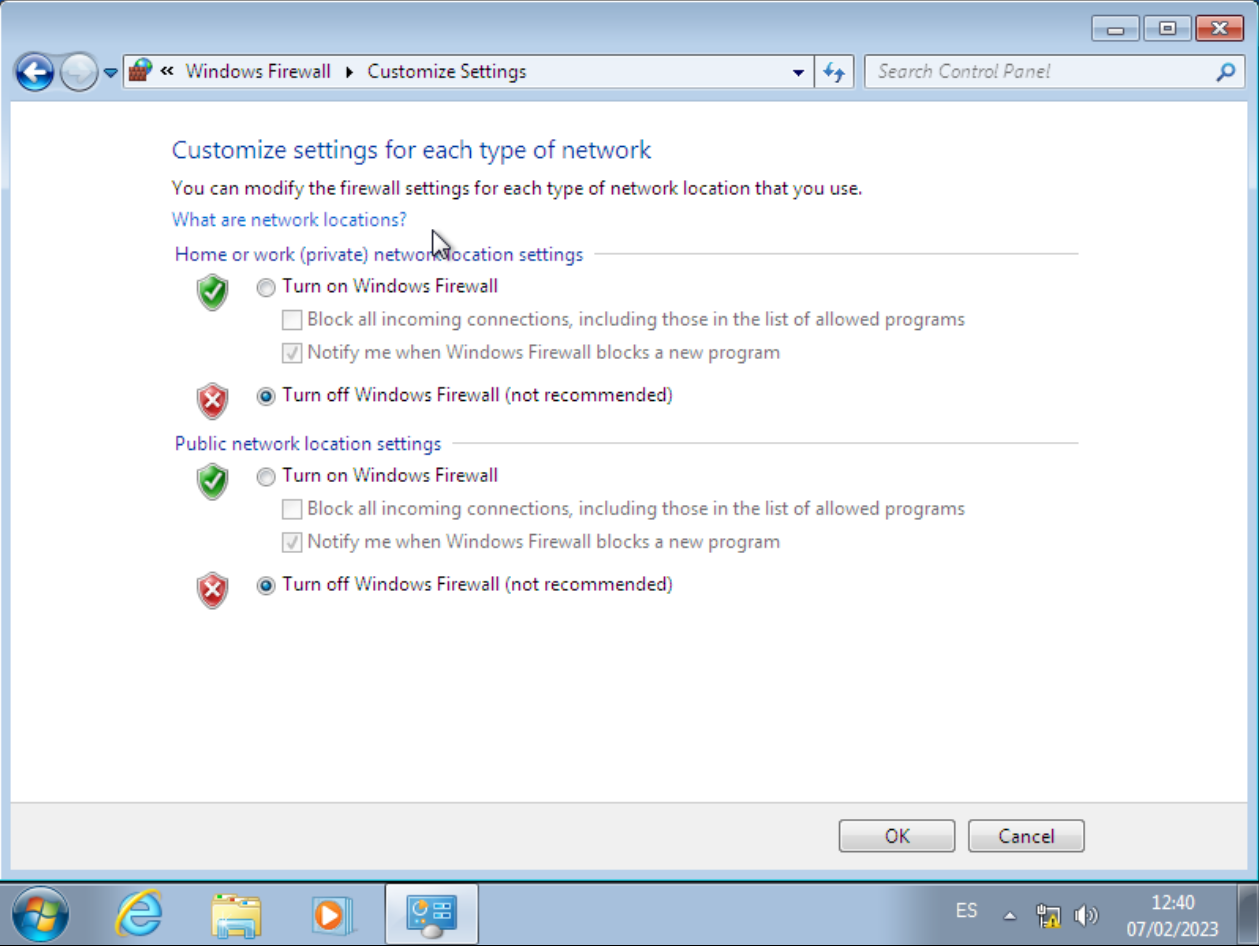 « Windows Firewall Customize Settings
Search Control Panel
Customize settings for each type of network
You can modify the firewall settings for each type of network location that you use.
What are network locations?
Home or work (private) network location settings
Turn on Windows Firewall
Block all incoming connections, including those in the list of allowed programs
Notify me when Windows Firewall blocks a new program
Turn off Windows Firewall (not recommended)
Public network location settings
Turn on Windows Firewall
Block all incoming connections, including those in the list of allowed programs
Notify me when Windows Firewall blocks a new program
Turn off Windows Firewall (not recommended)
OK Cancel
ES
12:40
07/02/2023